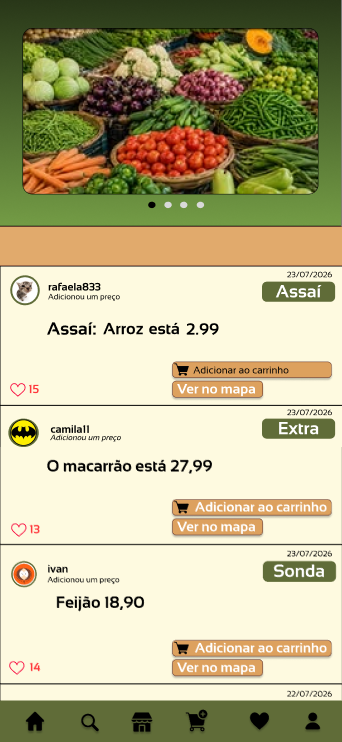 23/07/2026
rafaela833
Assaí
Adicionou um preço
Assaí: Arroz está 2.99
Adicionar ao carrinho
15
Ver no mapa
23/07/2026
camilall
Extra
Adicionou um preço
O macarrão está 27,99
Adicionar ao carrinho
13
Ver no mapa
23/07/2026
ivan
Sonda
Adicionou um preço
Feijão 18,90
Adicionar ao carrinho
14
Ver no mapa
22/07/2026